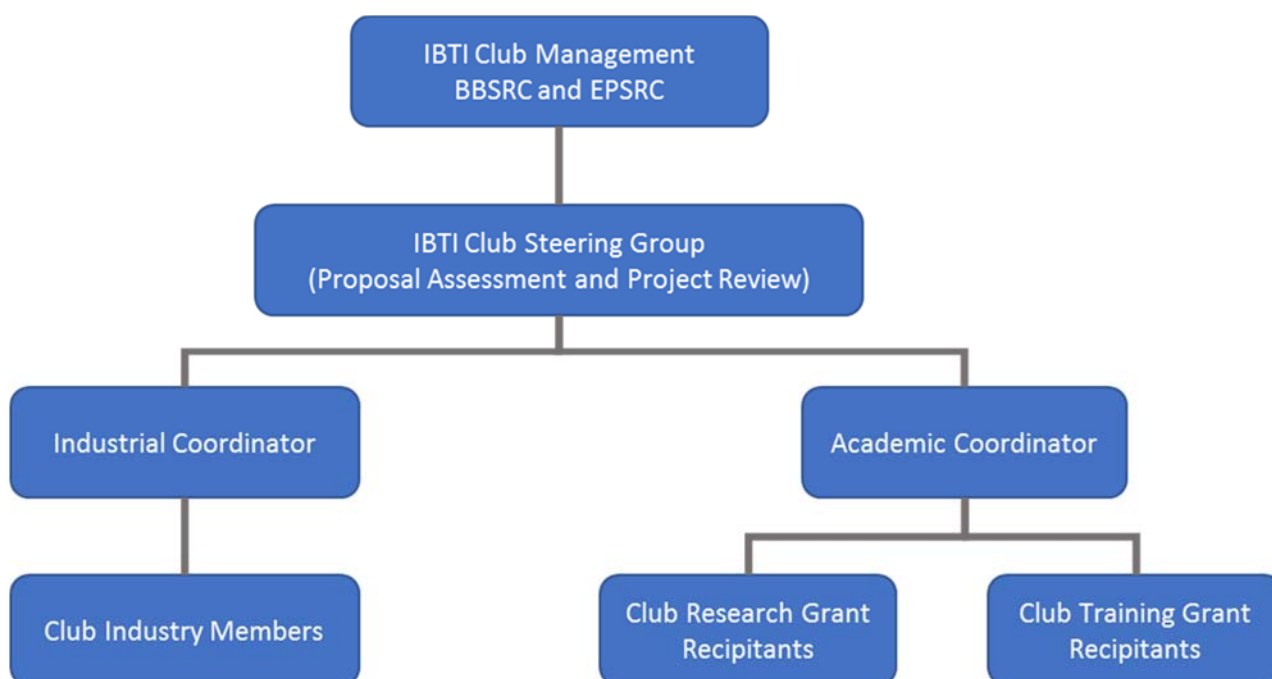 IBTI Club Management
BBSRC and EPSRC
IBTI Club Steering Group
(Proposal Assessment and Project Review)
Industrial Coordinator
Academic Coordinator
Club Industry Members
Club Research Grant
Recipitants
Club Training Grant
Recipitants